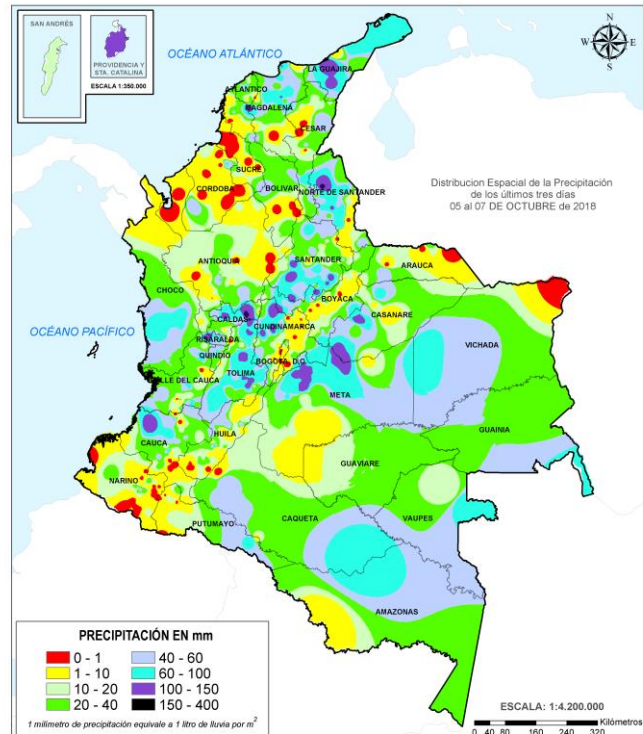 SAN ANDRÉS
PROVIDENCIA Y
STA. CATALINA
ESCALA 1:350.000
OCÉANO ATLÁNTICO
N
W
E
S
LA GUAJIRA
ATLANTICO
MAGDALENA
CESAR
SUCRE
CORDOBA
BOLIVAR
NORTE DE SANTANDER
Distribucion Espacial de la Precipitación
de los últimos tres días
05 al 07 DE OCTUBRE de 2018
ANTIOQUIA
SANTANDER
ARAUCA
CHOCO
BOYACA
CASANARE
OCÉANO PACÍFICO
CALDAS
CUNDINAMARCA
RISARALDA
VICHADA
QUINDIO
BOGOTA, D.C.
TOLIMA
VALLE DEL CAUCA
META
GUAINIA
HUILA
CAUCA
GUAVIARE
NARINO
CAQUETA
VAUPES
PUTUMAYO
AMAZONAS
PRECIPITACIÓN EN mm
0 - 1
40 - 60
1 - 10
60 - 100
10 - 20
100 - 150
20 - 40
150 - 400
1 milimetro de precipitación equivale a 1 litro de lluvia por m²
ESCALA: 1:4.200.000
Kilómetros
0 40 80 160 240 320